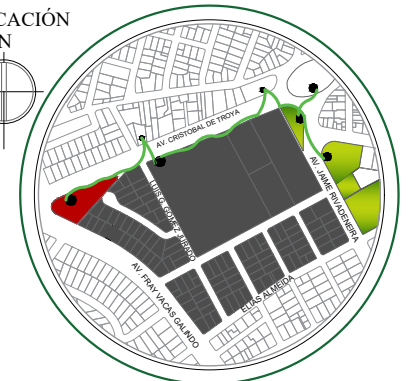 CACIÓN
N
AV. CRISTOBAL DE TROYA
LUIS G. GOMEZ JURADO
AV. JAIME RIVADENEIRA
ELIAS ALMEIDA
AV. FRAY VACAS GALINDO